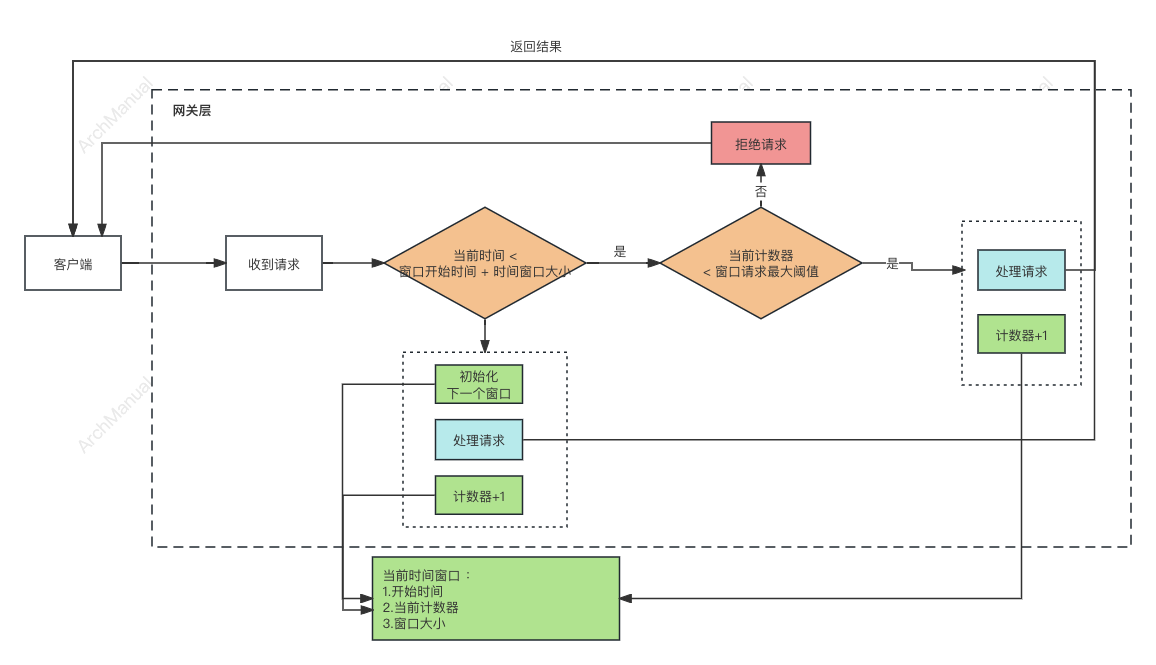 返回结果
ArchManual
网关层
拒绝请求
否
客户端
收到请求
当前时间 <
窗口开始时间 + 时间窗口大小
是
当前计数器
< 窗口请求最大阈值
是
处理请求
计数器+1
初始化
下一个窗口
处理请求
计数器+1
ArchManual
当前时间窗口：
1.开始时间
2.当前计数器
3.窗口大小